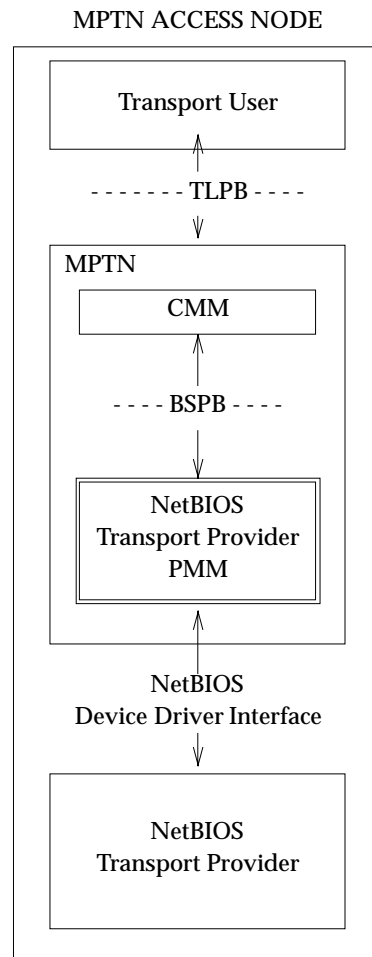 MPTN ACCESS NODE
Transport User
- - - - - - - TLPB - - - -
MPTN
CMM
- - - - BSPB - - - -
NetBIOS
Transport Provider
PMM
NetBIOS
Device Driver Interface
NetBIOS
Transport Provider